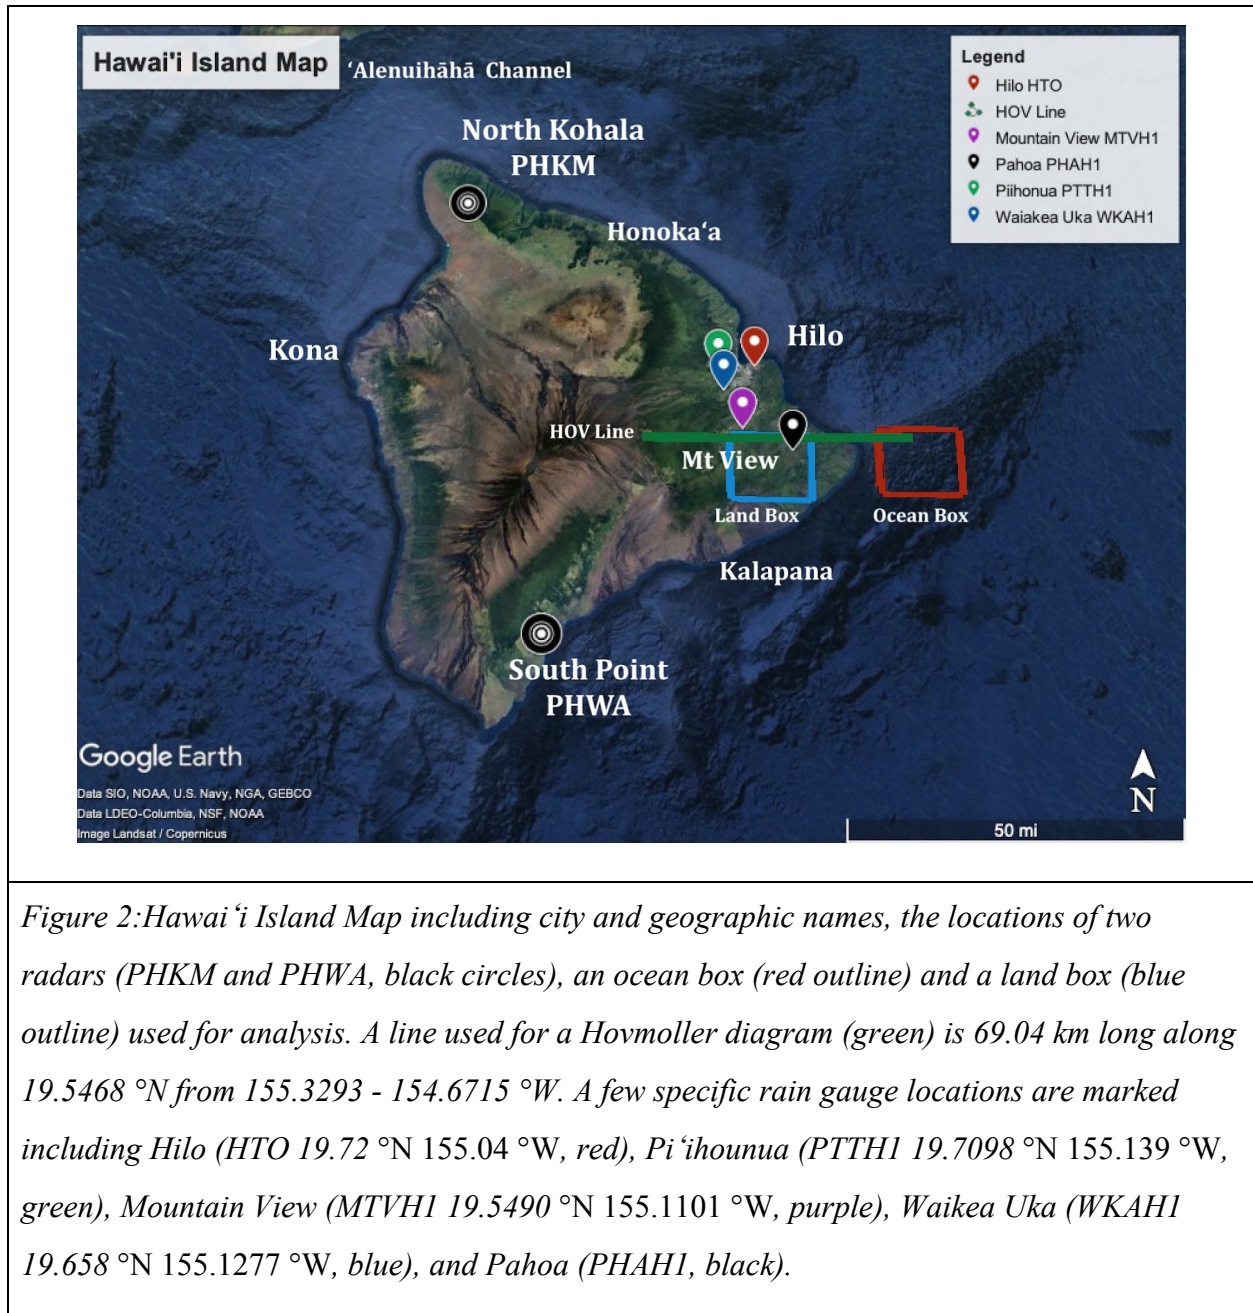 Hawai'i Island Map
ʻAlenuihāhā Channel
Legend
Hilo HTO
HOV Line
Mountain View MTVH1
Pahoa PHAH1
Piihonua PTTH1
Waiakea Uka WKAH1
North Kohala
PHKM
Honokaʻa
Kona
Hilo
HOV Line
Mt View
Land Box
Ocean Box
Kalapana
South Point
PHWA
Google Earth
Data SIO, NOAA, U.S. Navy, NGA, GEBCO
Data LDEO-Columbia, NSF, NOAA
Image Landsat / Copernicus
N
50 mi
Figure 2:Hawaiʻi Island Map including city and geographic names, the locations of two
radars (PHKM and PHWA, black circles), an ocean box (red outline) and a land box (blue
outline) used for analysis. A line used for a Hovmoller diagram (green) is 69.04 km long along
19.5468 °N from 155.3293 - 154.6715 °W. A few specific rain gauge locations are marked
including Hilo (HTO 19.72 °N 155.04 °W, red), Piʻihounua (PTTH1 19.7098 °N 155.139 °W,
green), Mountain View (MTVH1 19.5490 °N 155.1101 °W, purple), Waikea Uka (WKAH1
19.658 °N 155.1277 °W, blue), and Pahoa (PHAH1, black).